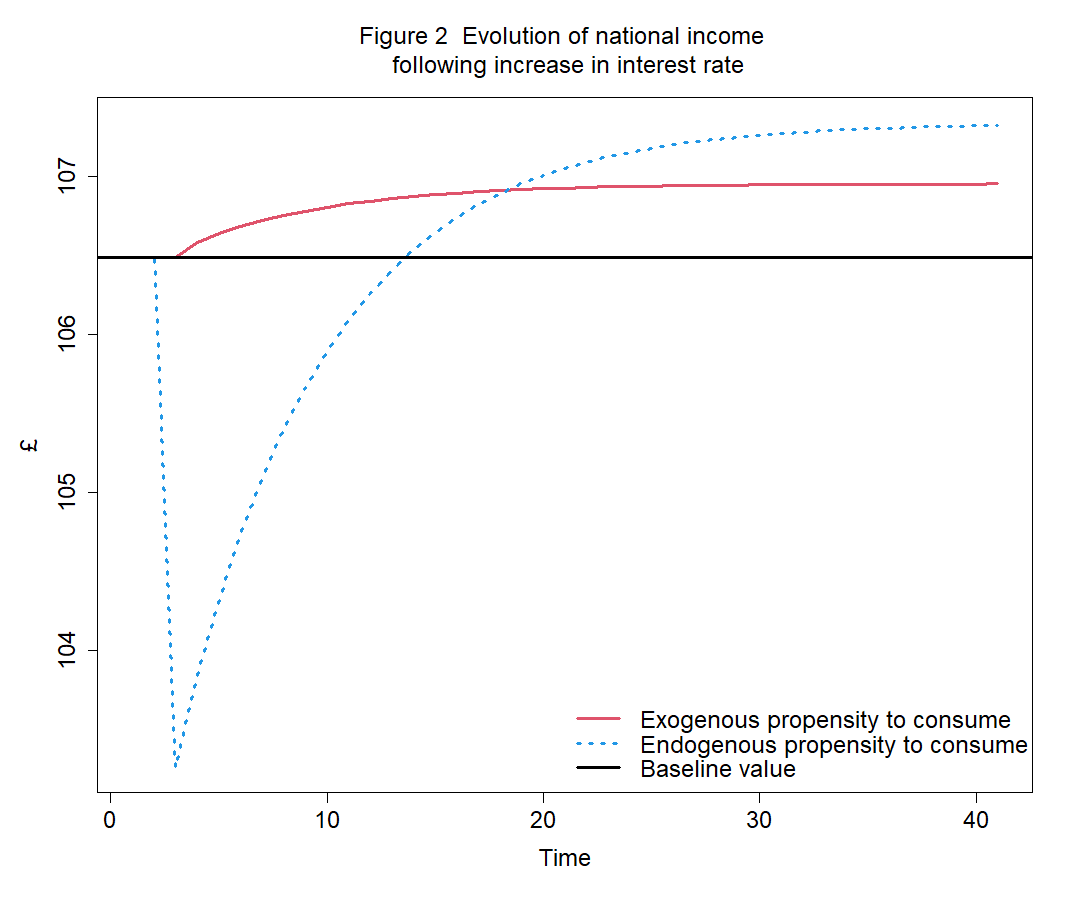 Figure 2  Evolution of national income
following increase in interest rate
107
106
105
104
£
Exogenous propensity to consume
Endogenous propensity to consume
Baseline value
0 10 20 30 40
Time